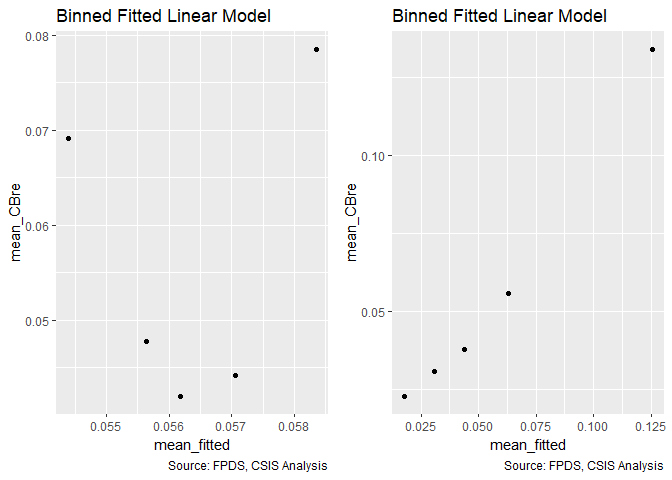 Binned Fitted Linear Model
0.08
0.07
0.06
0.05
mean_CBre
0.055 0.056 0.057 0.058
mean_fitted
Source: FPDS, CSIS Analysis
Binned Fitted Linear Model
0.10
0.05
mean_CBre
0.025 0.050 0.075 0.100 0.125
mean_fitted
Source: FPDS, CSIS Analysis